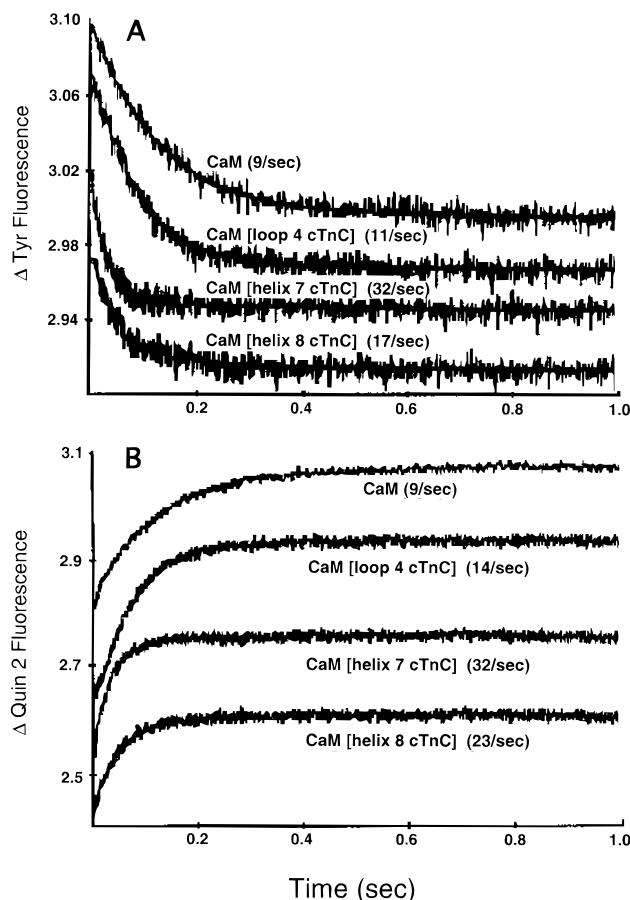 A
3.10
3.06
3.02
2.98
2.94
Δ Tyr Fluorescence
CaM (9/sec)
CaM [loop 4 cTnC] (11/sec)
CaM [helix 7 cTnC] (32/sec)
CaM [helix 8 cTnC] (17/sec)
0.2 0.4 0.6 0.8 1.0
B
3.1
2.9
2.7
2.5
Δ Quin 2 Fluorescence
CaM (9/sec)
CaM [loop 4 cTnC] (14/sec)
CaM [helix 7 cTnC] (32/sec)
CaM [helix 8 cTnC] (23/sec)
0.2 0.4 0.6 0.8 1.0
Time (sec)